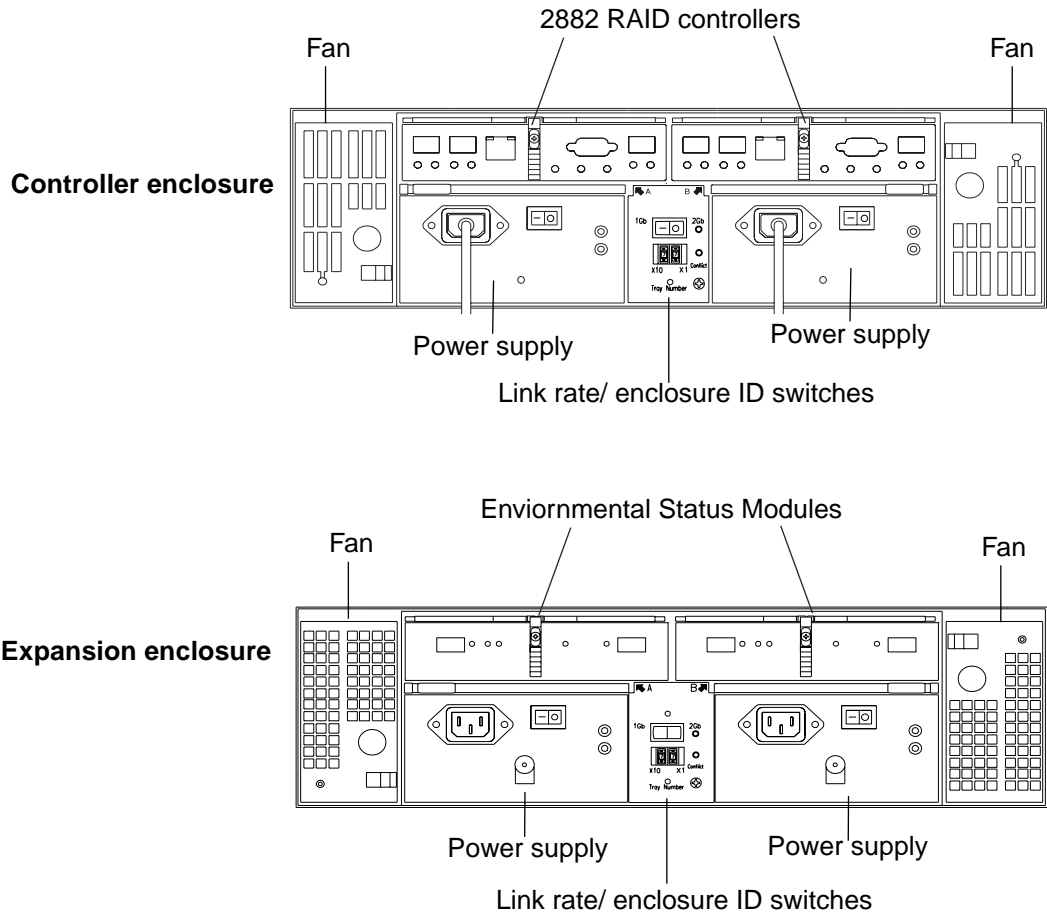 2882 RAID controllers
Fan
Fan
Controller enclosure
A
B
1Gb
2Gb
X10
X1
Conflict
Tray Number
Power supply
Power supply
Link rate/ enclosure ID switches
Enviornmental Status Modules
Fan
Fan
Expansion enclosure
A
B
1Gb
2Gb
X10
X1
Conflict
Tray Number
Power supply
Power supply
Link rate/ enclosure ID switches